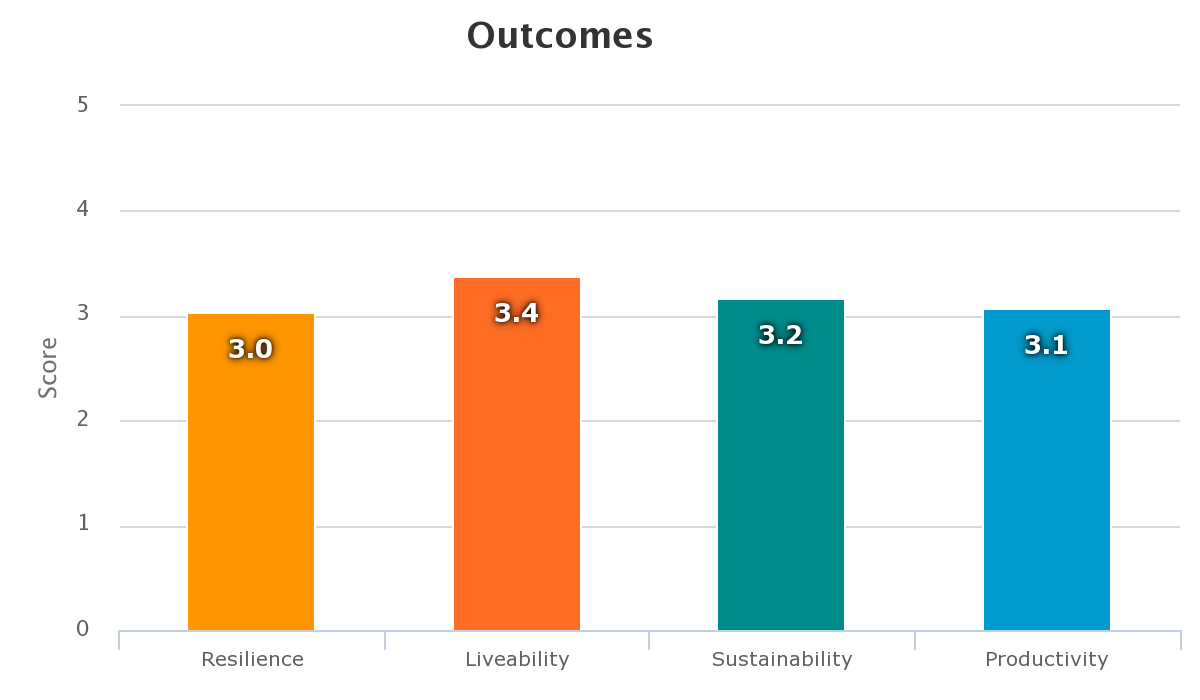 Outcomes
5
4
3
2
1
0
Score
3.0
3.4
3.2
3.1
Resilience
Liveability
Sustainability
Productivity